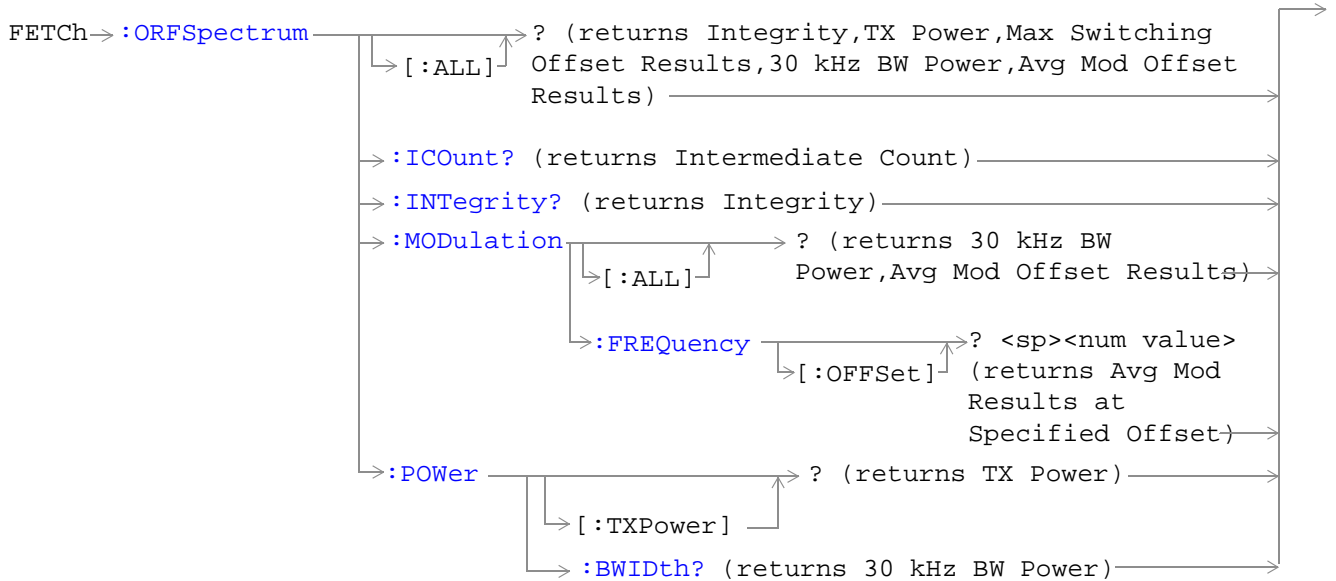 FETCh :ORFSpectrum ? (returns Integrity,TX Power,Max Switching
[:ALL] Offset Results,30 kHz BW Power,Avg Mod Offset
Results)
:ICOunt? (returns Intermediate Count)
:INTegrity? (returns Integrity)
:MODulation ? (returns 30 kHz BW
[:ALL] Power,Avg Mod Offset Results)
:FREQuency ? <sp><num value>
[:OFFSet] (returns Avg Mod
Results at
Specified Offset)
:POWer ? (returns TX Power)
[:TXPower]
:BWIDth? (returns 30 kHz BW Power)